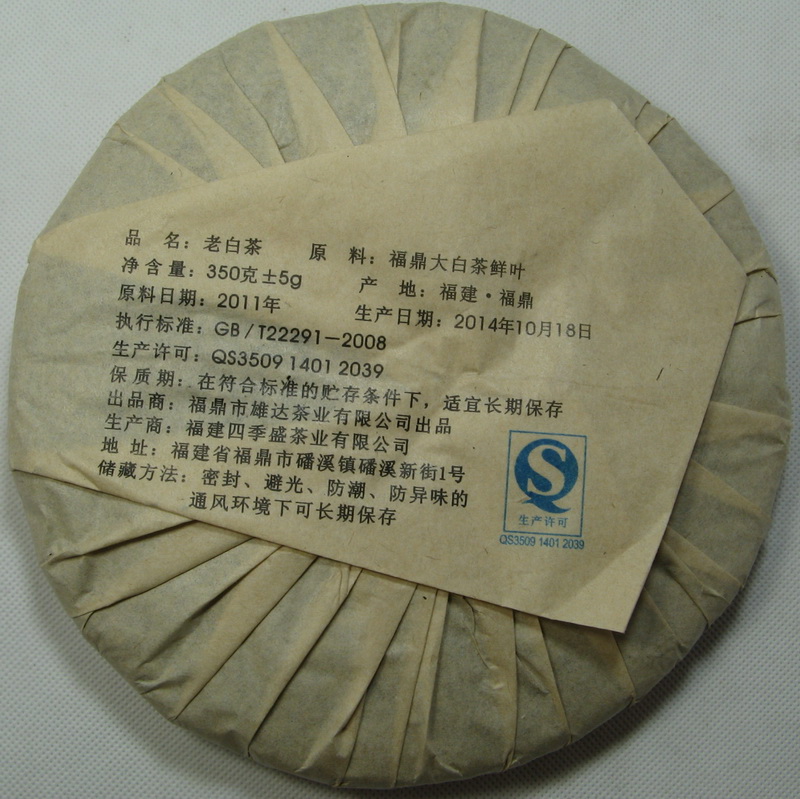 品 名：老白茶 原 料：福鼎大白茶鲜叶
净含量：350克±5g 产 地：福建·福鼎
原料日期：2011年 生产日期：2014年10月18日
执行标准：GB/T22291-2008
生产许可：QS3509 1401 2039
保质期：在符合标准的贮存条件下，适宜长期保存
出品商：福鼎市雄达茶业有限公司出品
生产商：福建四季盛茶业有限公司
地 址：福建省福鼎市磻溪镇磻溪新街1号
储藏方法：密封、避光、防潮、防异味的
通风环境下可长期保存
QS
生产许可
QS3509 1401 2039